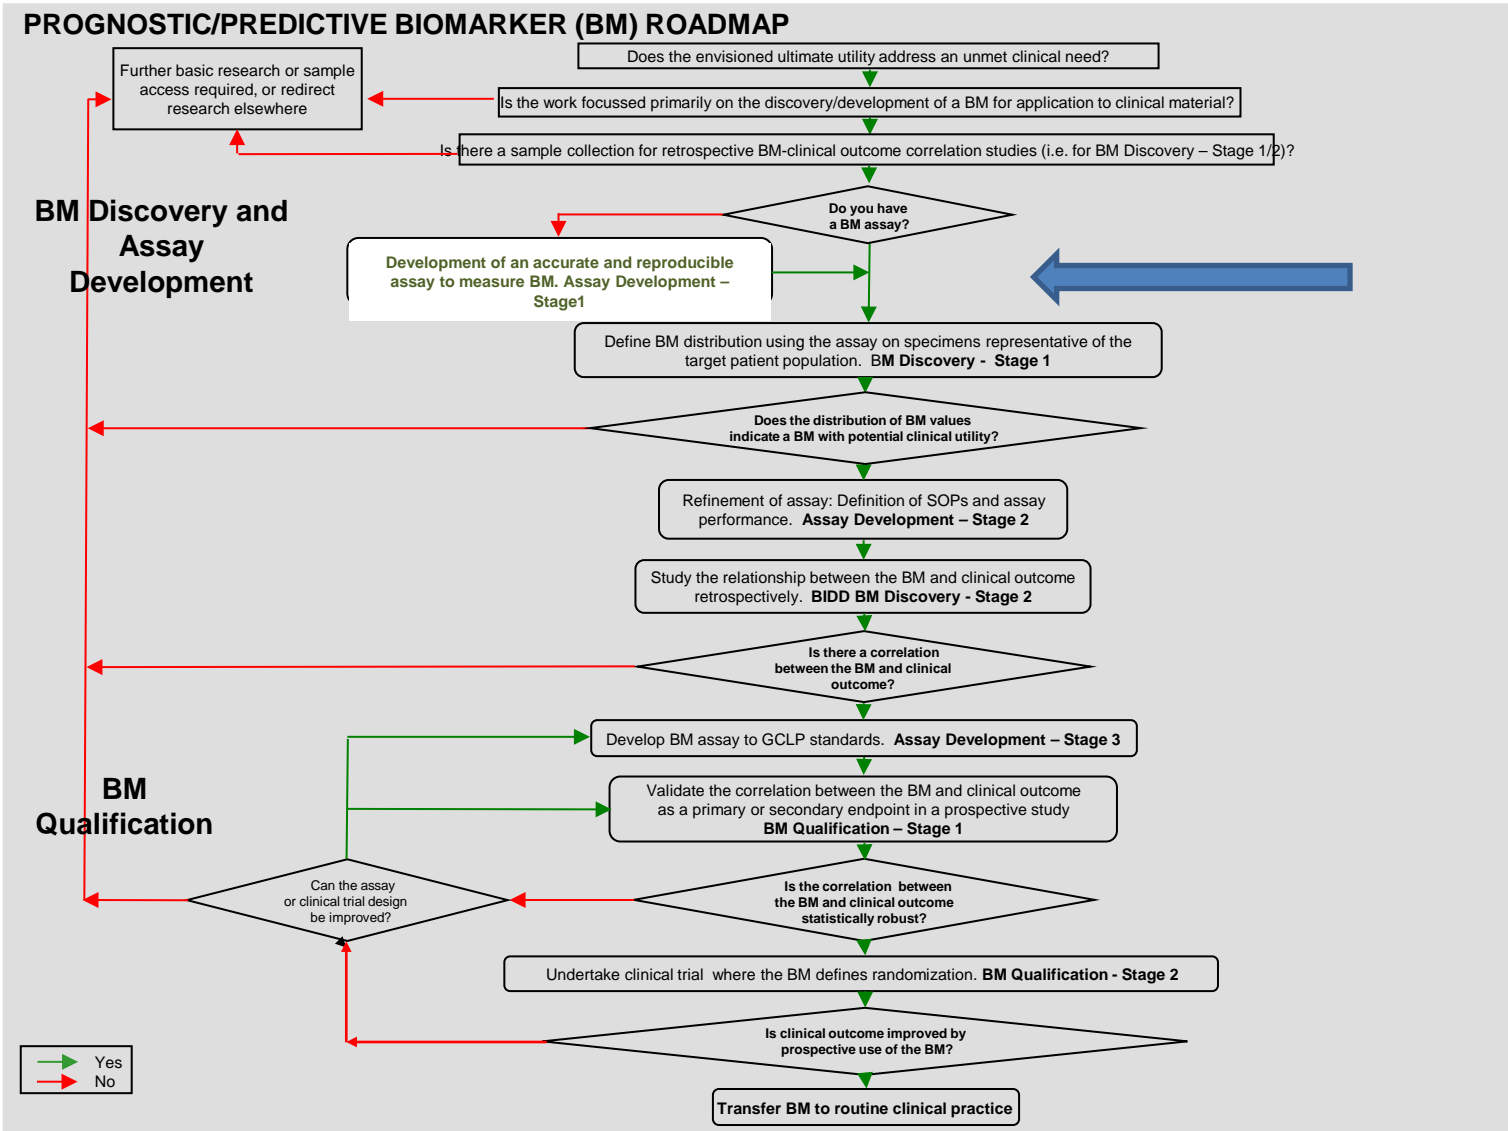 PROGNOSTIC/PREDICTIVE BIOMARKER (BM) ROADMAP
Does the envisioned ultimate utility address an unmet clinical need?
Further basic research or sample
access required, or redirect
research elsewhere
Is the work focussed primarily on the discovery/development of a BM for application to clinical material?
Is there a sample collection for retrospective BM-clinical outcome correlation studies (i.e. for BM Discovery – Stage 1/2)?
BM Discovery and
Assay
Development
Do you have
a BM assay?
Development of an accurate and reproducible
assay to measure BM. Assay Development –
Stage1
Define BM distribution using the assay on specimens representative of the
target patient population. BM Discovery - Stage 1
Does the distribution of BM values
indicate a BM with potential clinical utility?
Refinement of assay: Definition of SOPs and assay
performance. Assay Development – Stage 2
Study the relationship between the BM and clinical outcome
retrospectively. BIDD BM Discovery - Stage 2
Is there a correlation
between the BM and clinical
outcome?
Develop BM assay to GCLP standards. Assay Development – Stage 3
BM
Qualification
Validate the correlation between the BM and clinical outcome
as a primary or secondary endpoint in a prospective study
BM Qualification – Stage 1
Can the assay
or clinical trial design
be improved?
Is the correlation between
the BM and clinical outcome
statistically robust?
Undertake clinical trial where the BM defines randomization. BM Qualification - Stage 2
Is clinical outcome improved by
prospective use of the BM?
Yes
No
Transfer BM to routine clinical practice